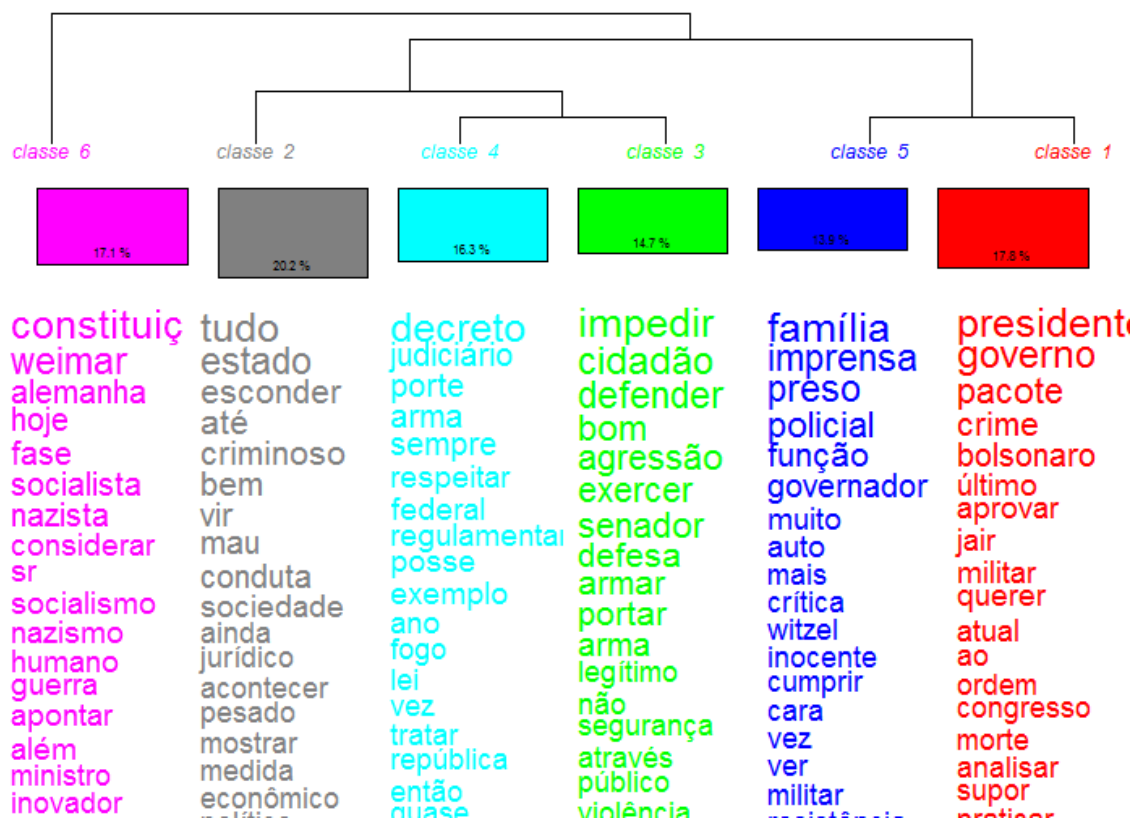 classe 6
classe 2
classe 4
classe 3
classe 5
classe 1
17.1 %
20.2 %
16.3 %
14.7 %
13.9 %
17.8 %
constituiç
weimar
alemanha
hoje
fase
socialista
nazista
considerar
sr
socialismo
nazismo
humano
guerra
apontar
além
ministro
inovador
tudo
estado
esconder
até
criminoso
bem
vir
mau
conduta
sociedade
ainda
jurídico
acontecer
pesado
mostrar
medida
econômico
decreto
judiciário
porte
arma
sempre
respeitar
federal
regulamentar
posse
exemplo
ano
fogo
lei
vez
tratar
república
então
quase
impedir
cidadão
defender
bom
agressão
exercer
senador
defesa
armar
portar
arma
legítimo
não
segurança
através
público
violência
família
imprensa
preso
policial
função
governador
muito
auto
mais
crítica
witzel
inocente
cumprir
cara
vez
ver
militar
presidente
governo
pacote
crime
bolsonaro
último
aprovar
jair
militar
querer
atual
ao
ordem
congresso
morte
analisar
supor